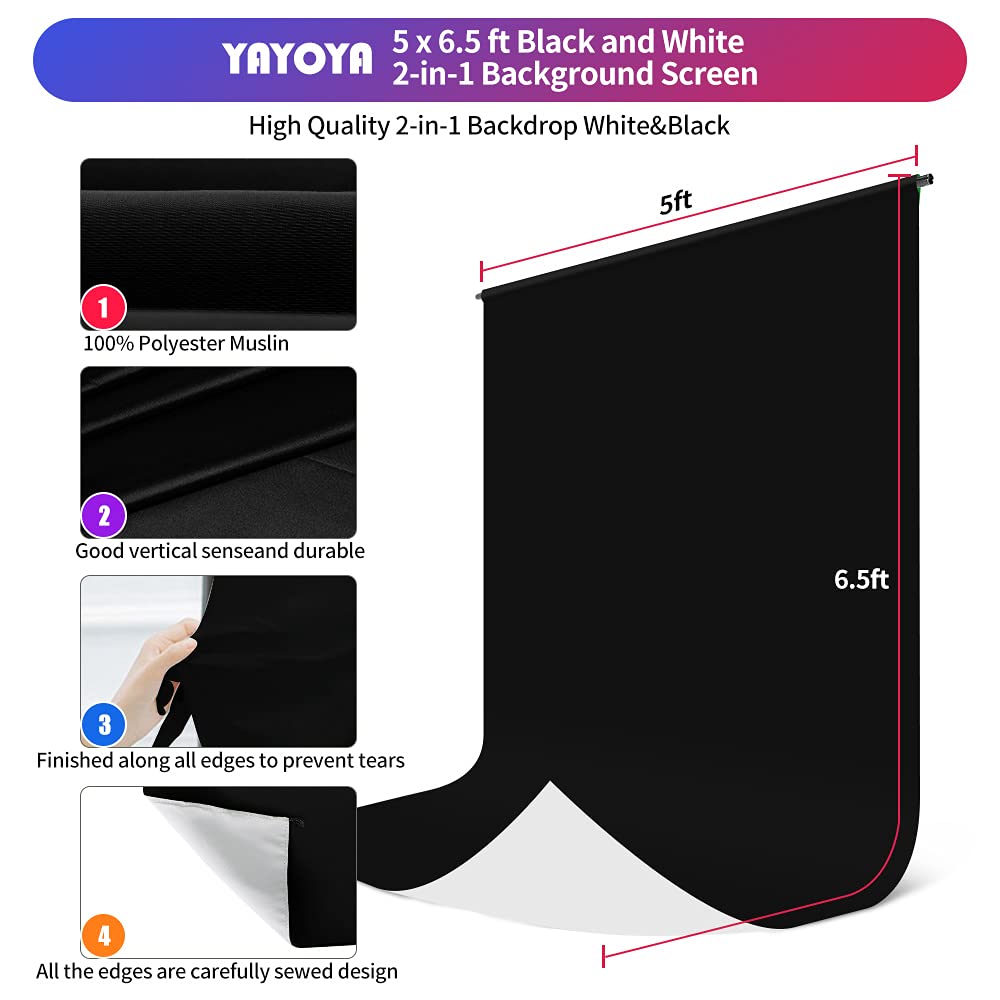 YAYOYA 5 x 6.5 ft Black and White
2-in-1 Background Screen
High Quality 2-in-1 Backdrop White&Black
5ft
1
100% Polyester Muslin
2
Good vertical senseand durable
6.5ft
3
Finished along all edges to prevent tears
4
All the edges are carefully sewed design